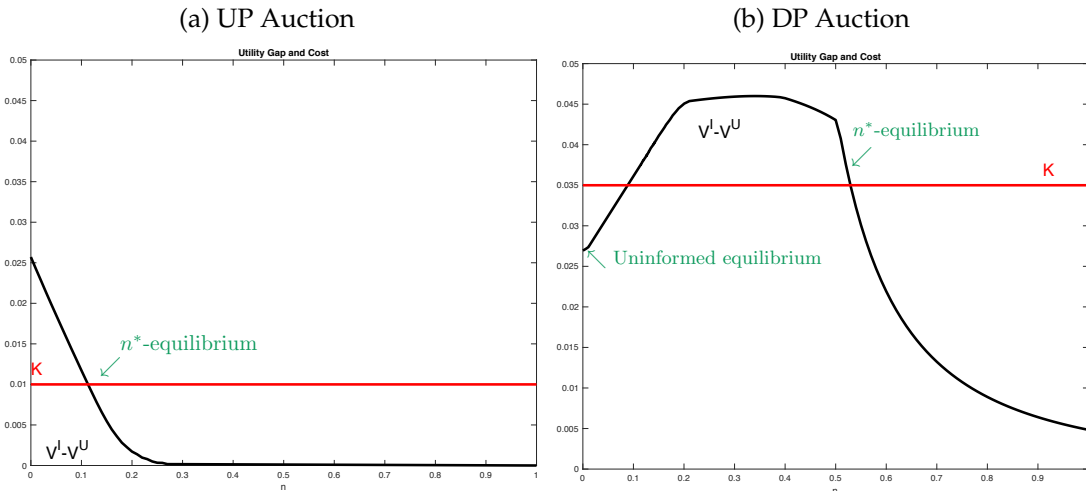 (a) UP Auction
Utility Gap and Cost
0.05
0.045
0.04
0.035
0.03
0.025
0.02
0.015
n*-equilibrium
K
0.01
0.005
V^I-V^U
0
0 0.1 0.2 0.3 0.4 0.5 0.6 0.7 0.8 0.9 1
n
(b) DP Auction
Utility Gap and Cost
0.05
0.045
V^I-V^U
n*-equilibrium
0.04
K
0.035
0.03
Uninformed equilibrium
0.025
0.02
0.015
0.01
0.005
0
0 0.1 0.2 0.3 0.4 0.5 0.6 0.7 0.8 0.9